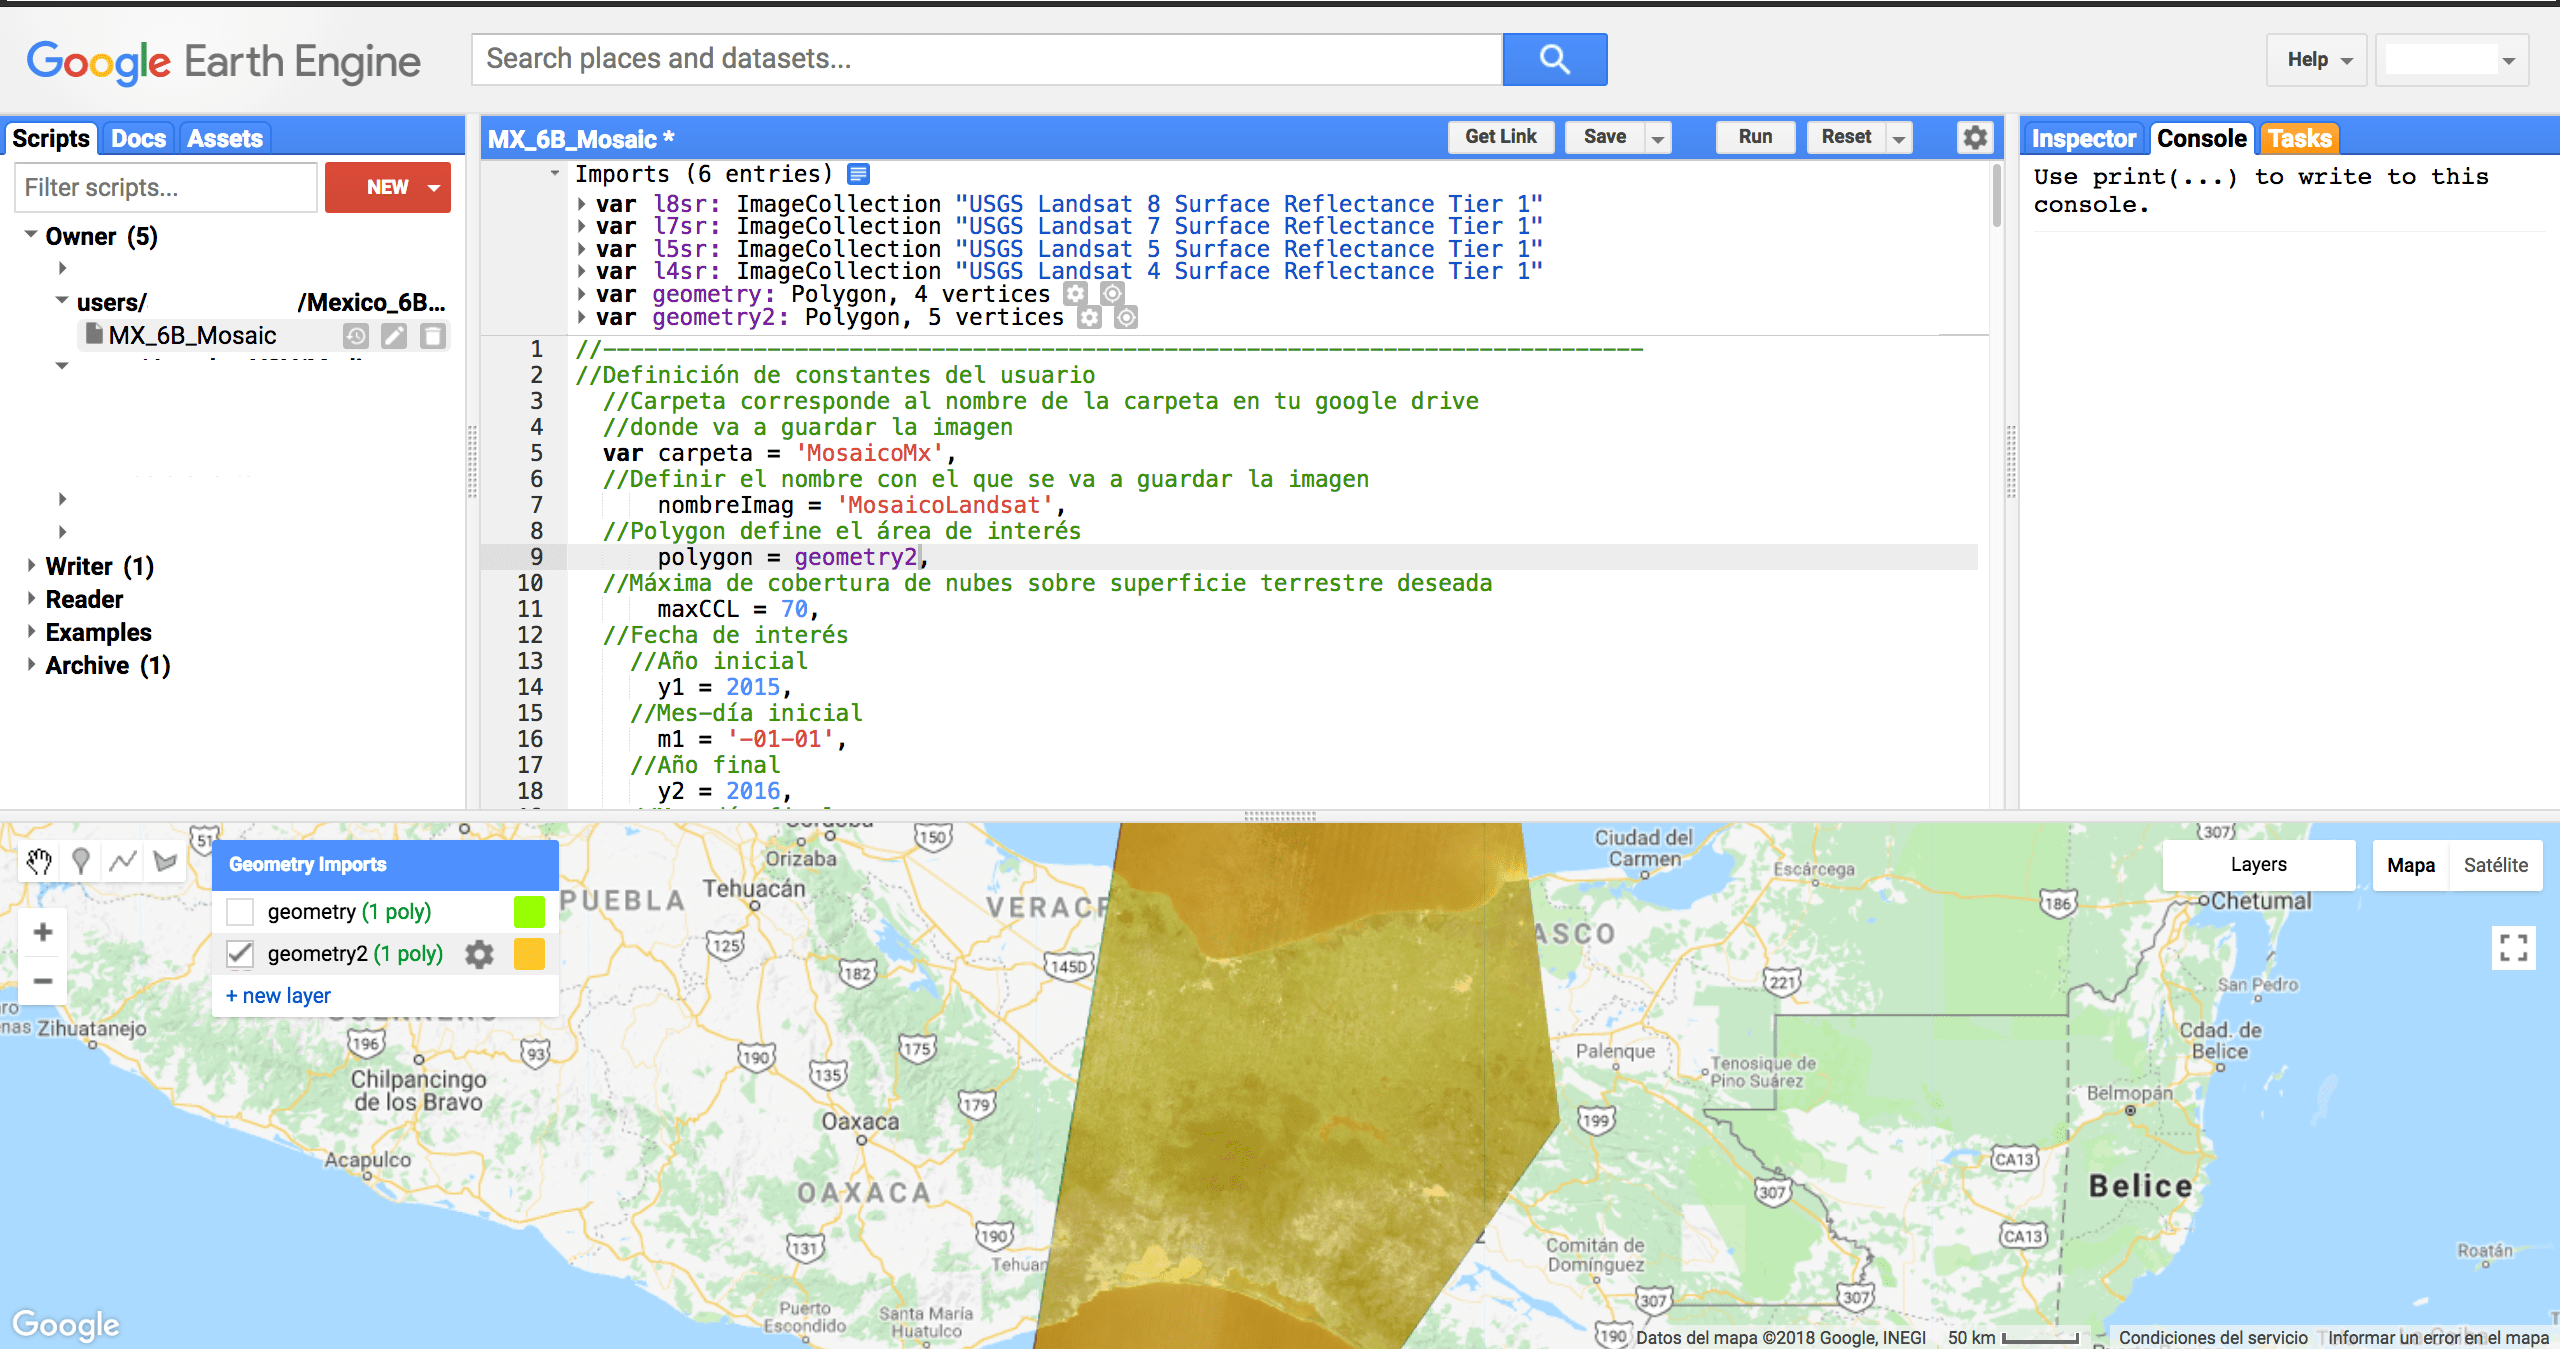 Google Earth Engine
Search places and datasets...
Help
Scripts Docs Assets
Filter scripts...
NEW
Owner (5)
users/ /Mexico_6B...
MX_6B_Mosaic
Writer (1)
Reader
Examples
Archive (1)
MX_6B_Mosaic *
Get Link Save Run Reset
Imports (6 entries)
var l8sr: ImageCollection "USGS Landsat 8 Surface Reflectance Tier 1"
var l7sr: ImageCollection "USGS Landsat 7 Surface Reflectance Tier 1"
var l5sr: ImageCollection "USGS Landsat 5 Surface Reflectance Tier 1"
var l4sr: ImageCollection "USGS Landsat 4 Surface Reflectance Tier 1"
var geometry: Polygon, 4 vertices
var geometry2: Polygon, 5 vertices
1 //----------------------------------------------------------------------------
2 //Definición de constantes del usuario
3 //Carpeta corresponde al nombre de la carpeta en tu google drive
4 //donde va a guardar la imagen
5 var carpeta = 'MosaicoMx',
6 //Definir el nombre con el que se va a guardar la imagen
7 nombreImag = 'MosaicoLandsat',
8 //Polygon define el área de interés
9 polygon = geometry2,
10 //Máxima de cobertura de nubes sobre superficie terrestre deseada
11 maxCCL = 70,
12 //Fecha de interés
13 //Año inicial
14 y1 = 2015,
15 //Mes-día inicial
16 m1 = '-01-01',
17 //Año final
18 y2 = 2016,
Inspector Console Tasks
Use print(...) to write to this
console.
Geometry Imports
geometry (1 poly)
geometry2 (1 poly)
+ new layer
Layers
Mapa Satélite
51
150
Orizaba
Tehuacán
PUEBLA
VERACR
125
182
145D
Zihuatanejo
196
93
190
175
135
179
Chilpancingo
de los Bravo
Oaxaca
Acapulco
OAXACA
131
190
Tehuan
Puerto
Escondido
Santa María
Huatulco
Ciudad del
Carmen
Escárcega
307
186
Chetumal
ASCO
221
San Pedro
Cdad. de
Belice
Palenque
Tenosique de
Pino Suárez
Belmopán
199
CA13
307
Belice
CA13
Comitán de
Domínguez
Roatán
307
307
190
Google
Datos del mapa ©2018 Google, INEGI 50 km Condiciones del servicio Informar un error en el mapa